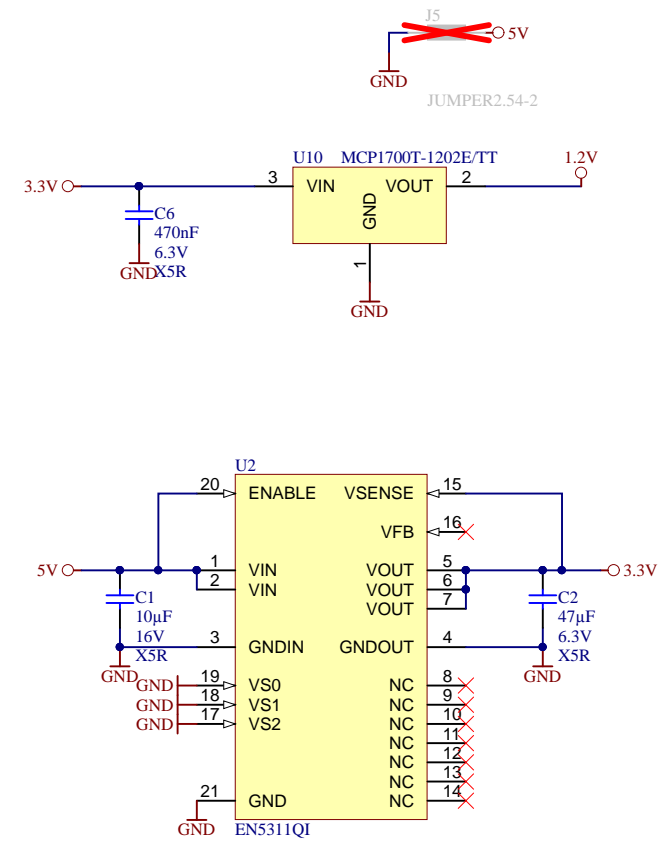 J5
5V
GND
JUMPER2.54-2
U10 MCP1700T-1202E/TT
1.2V
3.3V
3 VIN VOUT 2
GND
1
C6
470nF
6.3V
X5R
GND
GND
U2
20 ENABLE VSENSE 15
VFB 16
5V
1 VIN VOUT 5
3.3V
2 VIN VOUT 6
VOUT 7
C1
10µF
16V
X5R
GND
C2
47µF
6.3V
X5R
GND
3 GNDIN GNDOUT 4
GND 19 VS0 NC 8
GND 18 VS1 NC 9
GND 17 VS2 NC 10
NC 11
NC 12
NC 13
21 GND NC 14
GND
EN5311QI